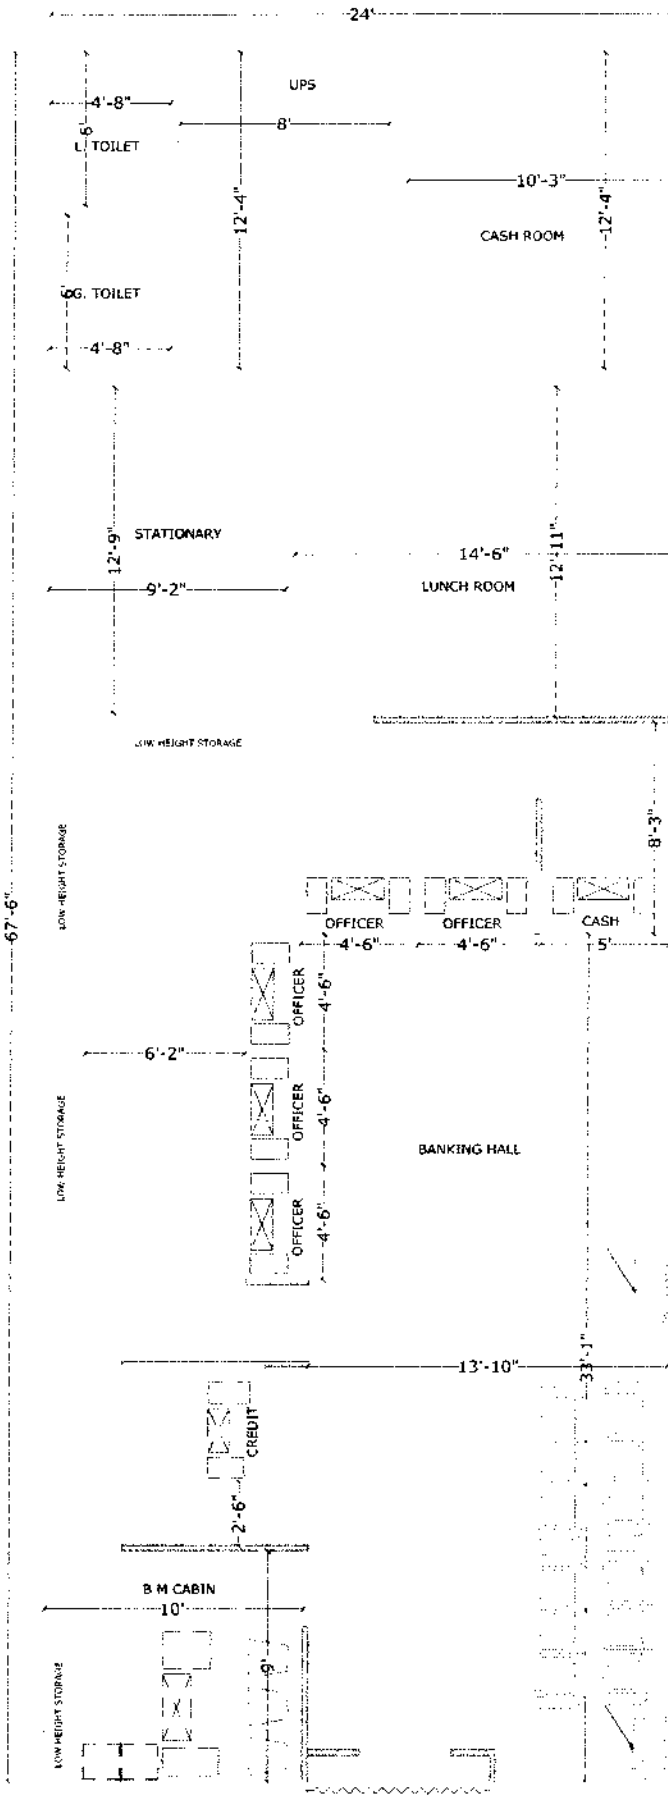 24'
UPS
4'-8"
8'
6'
L. TOILET
10'-3"
12'-4"
12'-4"
CASH ROOM
6'
G. TOILET
4'-8"
STATIONARY
12'-9"
14'-6"
12'-11"
9'-2"
LUNCH ROOM
LOW HEIGHT STORAGE
8'-3"
LOW HEIGHT STORAGE
67'-6"
OFFICER
OFFICER
CASH
4'-6"
4'-6"
5'
OFFICER
4'-6"
6'-2"
OFFICER
4'-6"
LOW HEIGHT STORAGE
BANKING HALL
OFFICER
4'-6"
13'-10"
33'-1"
CREDIT
2'-6"
B M CABIN
10'
9'
LOW HEIGHT STORAGE